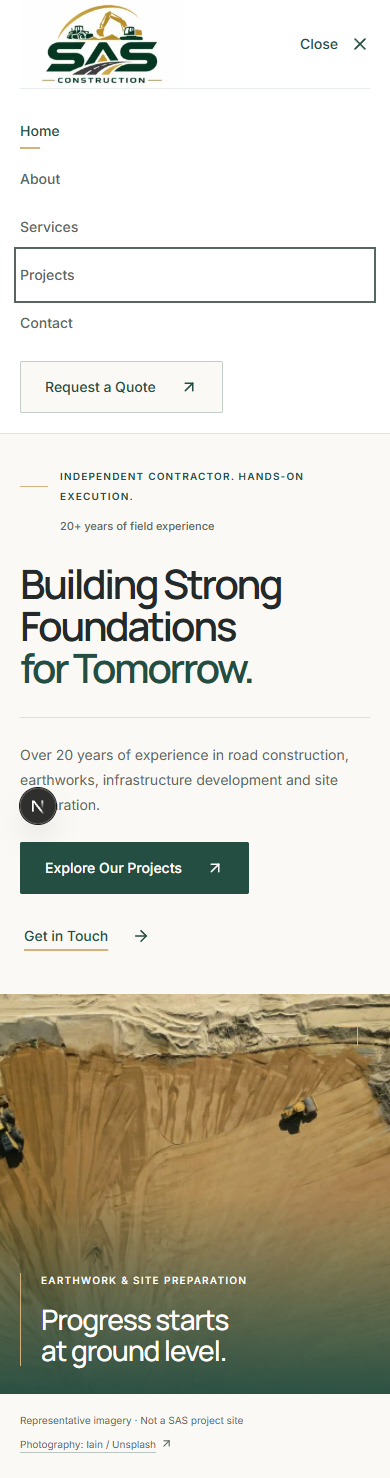 SAS
CONSTRUCTION
Close
Home
About
Services
Projects
Contact
Request a Quote
INDEPENDENT CONTRACTOR. HANDS-ON
EXECUTION.
20+ years of field experience
Building Strong
Foundations
for Tomorrow.
Over 20 years of experience in road construction,
earthworks, infrastructure development and site
N
Explore Our Projects
Get in Touch
EARTHWORK & SITE PREPARATION
Progress starts
at ground level.
Representative imagery · Not a SAS project site
Photography: Iain / Unsplash